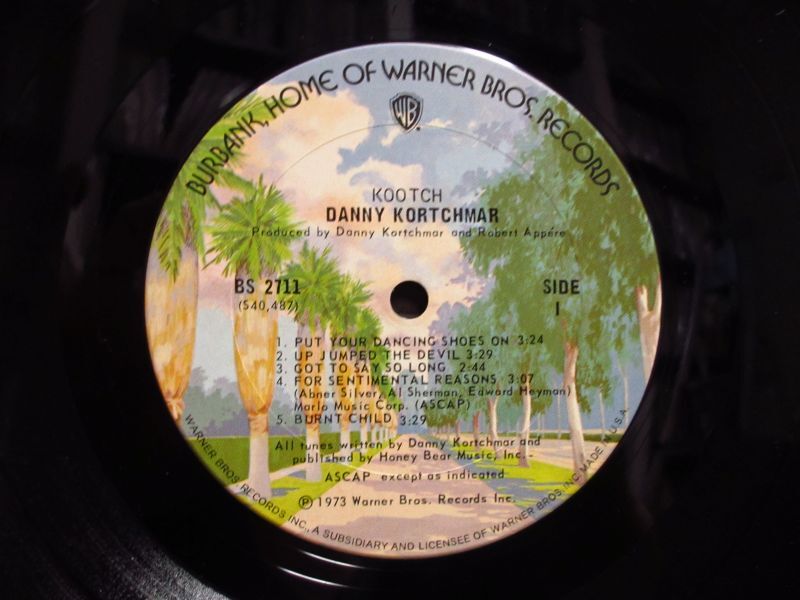 BURBANK, HOME OF WARNER BROS. RECORDS
WB
KOOTCH
DANNY KORTCHMAR
Produced by Danny Kortchmar and Robert Appére
BS 2711
(S40,487)
SIDE
1
1. PUT YOUR DANCING SHOES ON 3:24
2. UP JUMPED THE DEVIL 3:29
3. GOT TO SAY SO LONG 2:44
4. FOR SENTIMENTAL REASONS 3:07
(Abner Silver, Al Sherman, Edward Heyman)
Marlo Music Corp. (ASCAP)
5. BURNT CHILD 3:29
All tunes written by Danny Kortchmar and
published by Honey Bear Music, Inc.-
ASCAP except as indicated
Ⓟ 1973 Warner Bros. Records Inc.
WARNER BROS. RECORDS INC., A SUBSIDIARY AND LICENSEE OF WARNER BROS. INC. MADE IN U.S.A.